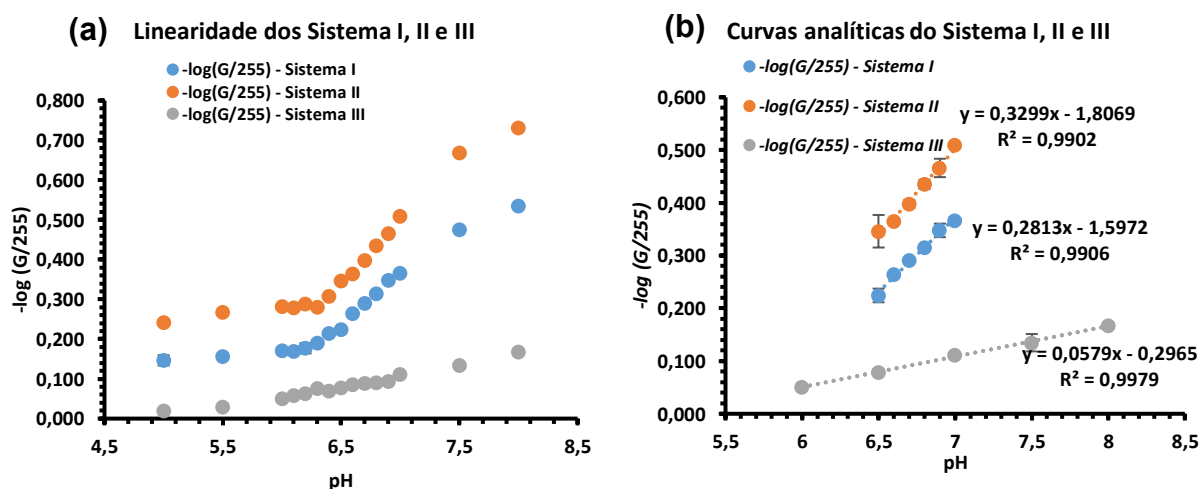 (a) Linearidade dos Sistema I, II e III
-log(G/255) - Sistema I
-log(G/255) - Sistema II
-log(G/255) - Sistema III
-log (G/255)
0,800
0,700
0,600
0,500
0,400
0,300
0,200
0,100
0,000
4,5 5,5 6,5 7,5 8,5
pH
(b) Curvas analíticas do Sistema I, II e III
-log(G/255) - Sistema I
-log(G/255) - Sistema II
-log(G/255) - Sistema III
y = 0,3299x - 1,8069
R² = 0,9902
y = 0,2813x - 1,5972
R² = 0,9906
y = 0,0579x - 0,2965
R² = 0,9979
-log (G/255)
0,600
0,500
0,400
0,300
0,200
0,100
0,000
5,5 6 6,5 7 7,5 8 8,5
pH